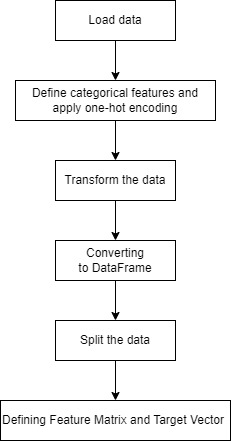 Load data
Define categorical features and
apply one-hot encoding
Transform the data
Converting
to DataFrame
Split the data
Defining Feature Matrix and Target Vector